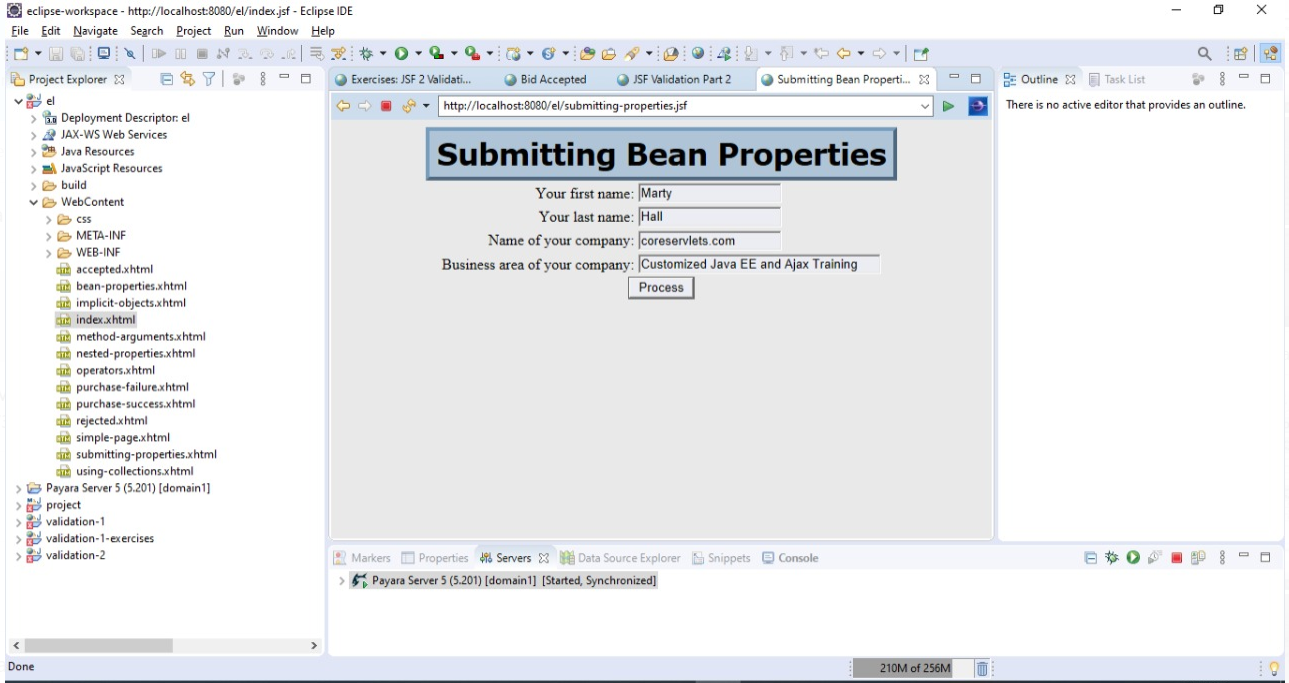 eclipse-workspace - http://localhost:8080/el/index.jsf - Eclipse IDE
File Edit Navigate Search Project Run Window Help
Project Explorer
el
Deployment Descriptor: el
JAX-WS Web Services
Java Resources
JavaScript Resources
build
WebContent
css
META-INF
WEB-INF
accepted.xhtml
bean-properties.xhtml
implicit-objects.xhtml
index.xhtml
method-arguments.xhtml
nested-properties.xhtml
operators.xhtml
purchase-failure.xhtml
purchase-success.xhtml
rejected.xhtml
simple-page.xhtml
submitting-properties.xhtml
using-collections.xhtml
Payara Server 5 (5.201) [domain1]
project
validation-1
validation-1-exercises
validation-2
Exercises: JSF 2 Validati... Bid Accepted JSF Validation Part 2 Submitting Bean Properti...
http://localhost:8080/el/submitting-properties.jsf
Submitting Bean Properties
Your first name: Marty
Your last name: Hall
Name of your company: coreservlets.com
Business area of your company: Customized Java EE and Ajax Training
Process
Outline Task List
There is no active editor that provides an outline.
Markers Properties Servers Data Source Explorer Snippets Console
Payara Server 5 (5.201) [domain1] [Started, Synchronized]
Done
210M of 256M